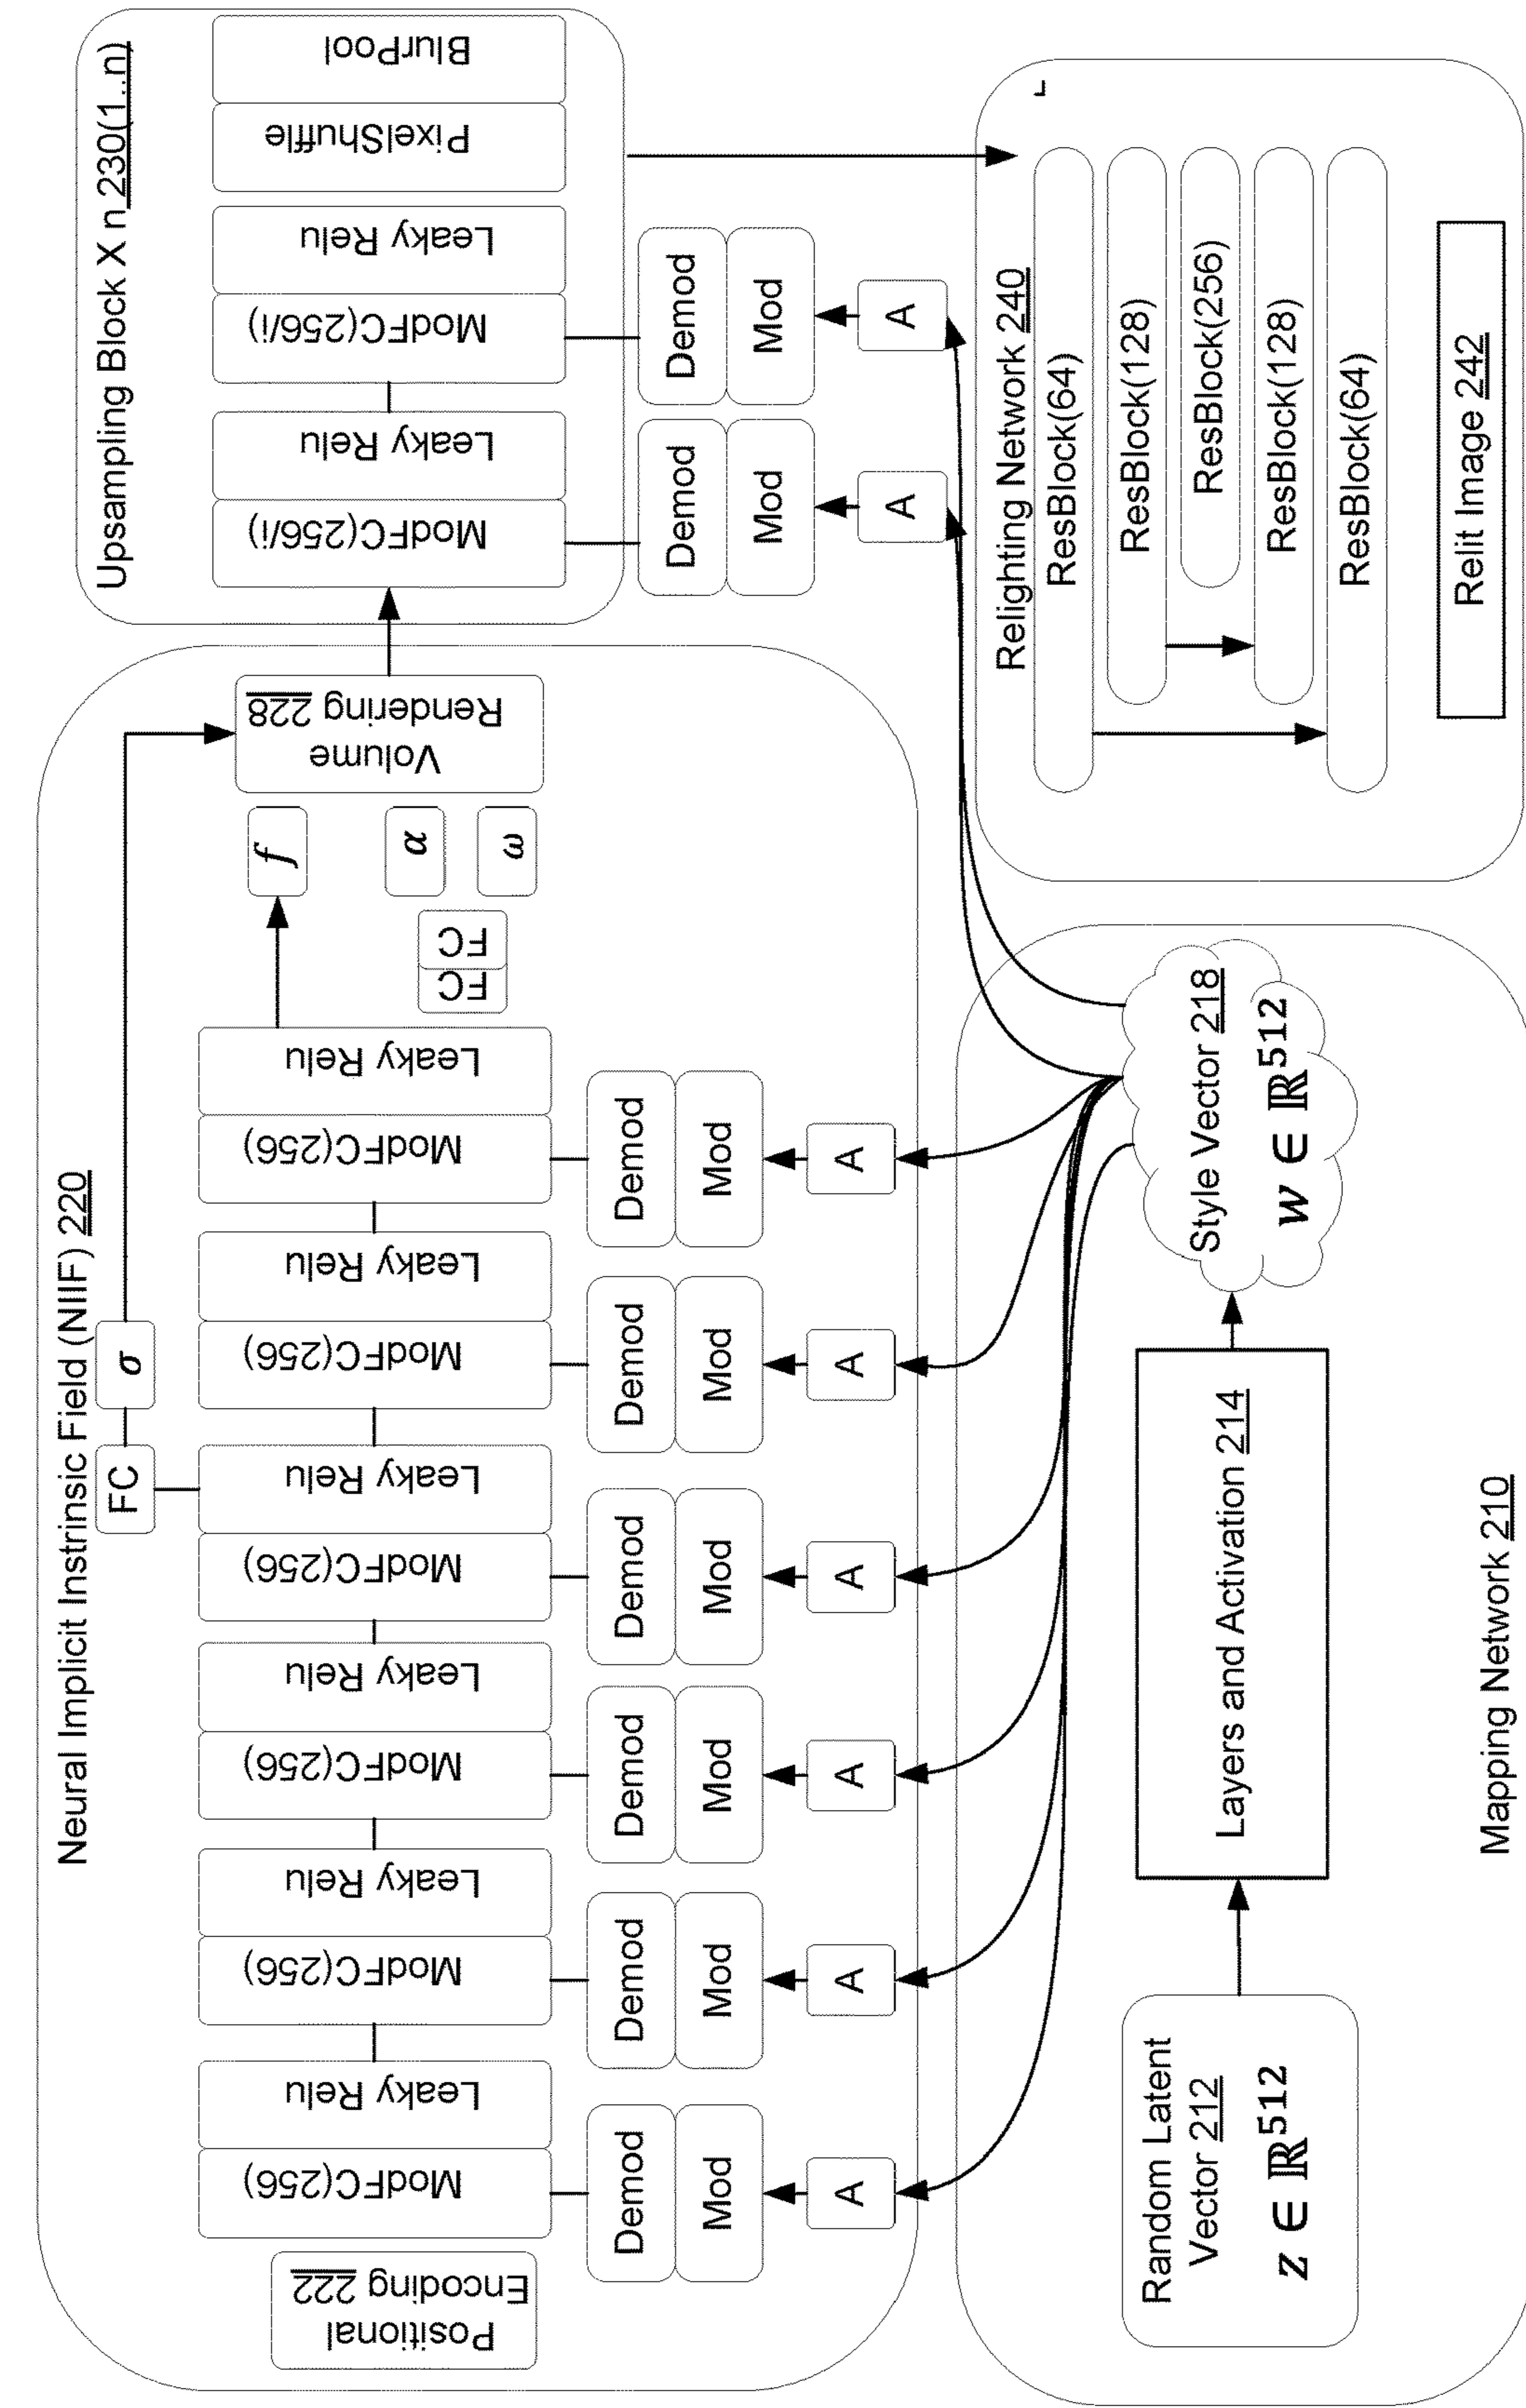 Neural Implicit Instrinsic Field (NIIF) 220
FC
σ
Positional
Encoding 222
ModFC(256)
Leaky Relu
ModFC(256)
Leaky Relu
ModFC(256)
Leaky Relu
ModFC(256)
Leaky Relu
ModFC(256)
Leaky Relu
ModFC(256)
Leaky Relu
FC
FC
f
α
ω
Volume
Rendering 228
Demod
Mod
A
Demod
Mod
A
Demod
Mod
A
Demod
Mod
A
Demod
Mod
A
Demod
Mod
A
Upsampling Block X n 230(1..n)
ModFC(256/i)
Leaky Relu
ModFC(256/i)
Leaky Relu
PixelShuffle
BlurPool
Demod
Mod
A
Demod
Mod
A
Random Latent
Vector 212
z ∈ ℝ⁵¹²
Layers and Activation 214
Style Vector 218
w ∈ ℝ⁵¹²
Mapping Network 210
Relighting Network 240
ResBlock(64)
ResBlock(128)
ResBlock(256)
ResBlock(128)
ResBlock(64)
Relit Image 242